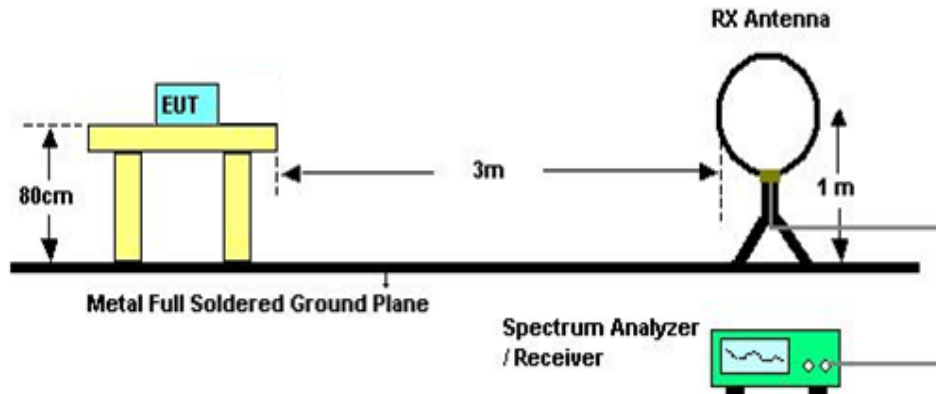 RX Antenna
EUT
80cm
3m
1 m
Metal Full Soldered Ground Plane
Spectrum Analyzer
/ Receiver